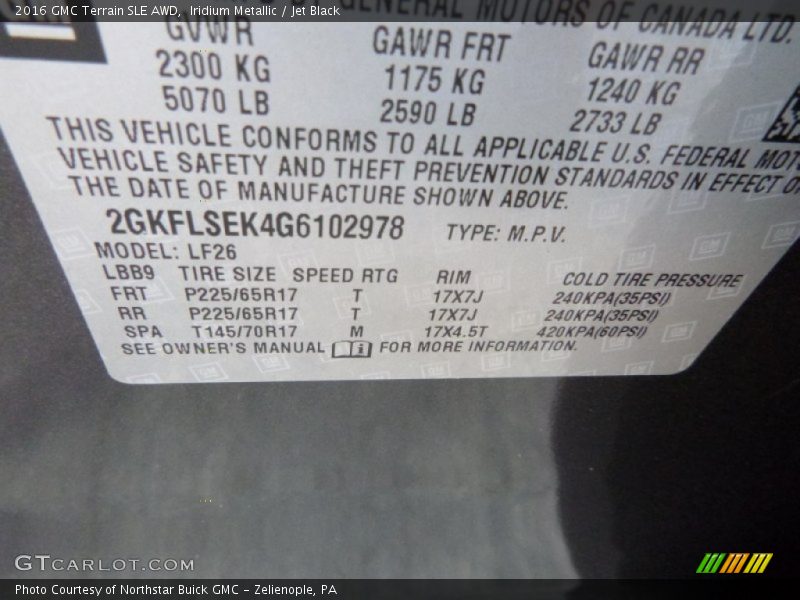 2016 GMC Terrain SLE AWD, Iridium Metallic / Jet Black
GENERAL MOTORS OF CANADA LTD.
GVWR GAWR FRT GAWR RR
2300 KG 1175 KG 1240 KG
5070 LB 2590 LB 2733 LB
THIS VEHICLE CONFORMS TO ALL APPLICABLE U.S. FEDERAL
VEHICLE SAFETY AND THEFT PREVENTION STANDARDS IN EFFECT
THE DATE OF MANUFACTURE SHOWN ABOVE.
2GKFLSEK4G6102978 TYPE: M.P.V.
MODEL: LF26
LBB9 TIRE SIZE SPEED RTG RIM COLD TIRE PRESSURE
FRT P225/65R17 T 17X7J 240KPA(35PSI)
RR P225/65R17 T 17X7J 240KPA(35PSI)
SPA T145/70R17 M 17X4.5T 420KPA(60PSI)
SEE OWNER'S MANUAL i FOR MORE INFORMATION.
GTCARLOT.COM
Photo Courtesy of Northstar Buick GMC - Zelienople, PA